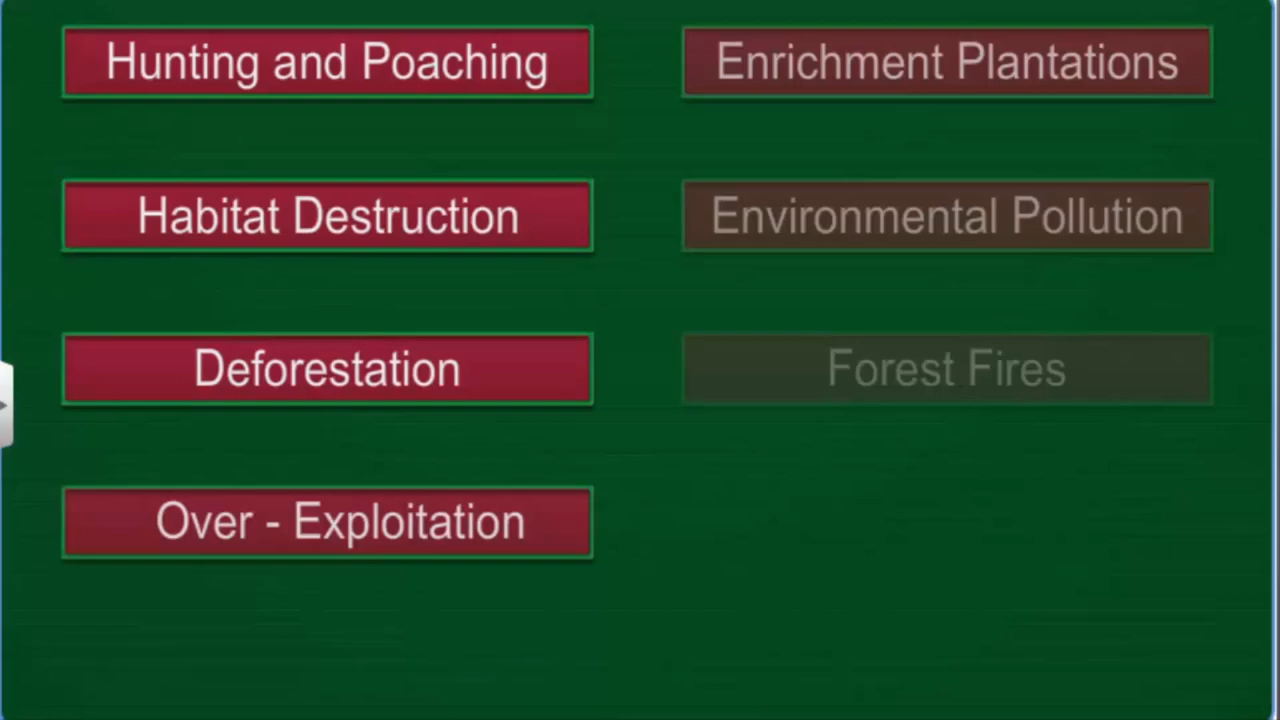 Hunting and Poaching
Habitat Destruction
Deforestation
Over - Exploitation
Enrichment Plantations
Environmental Pollution
Forest Fires